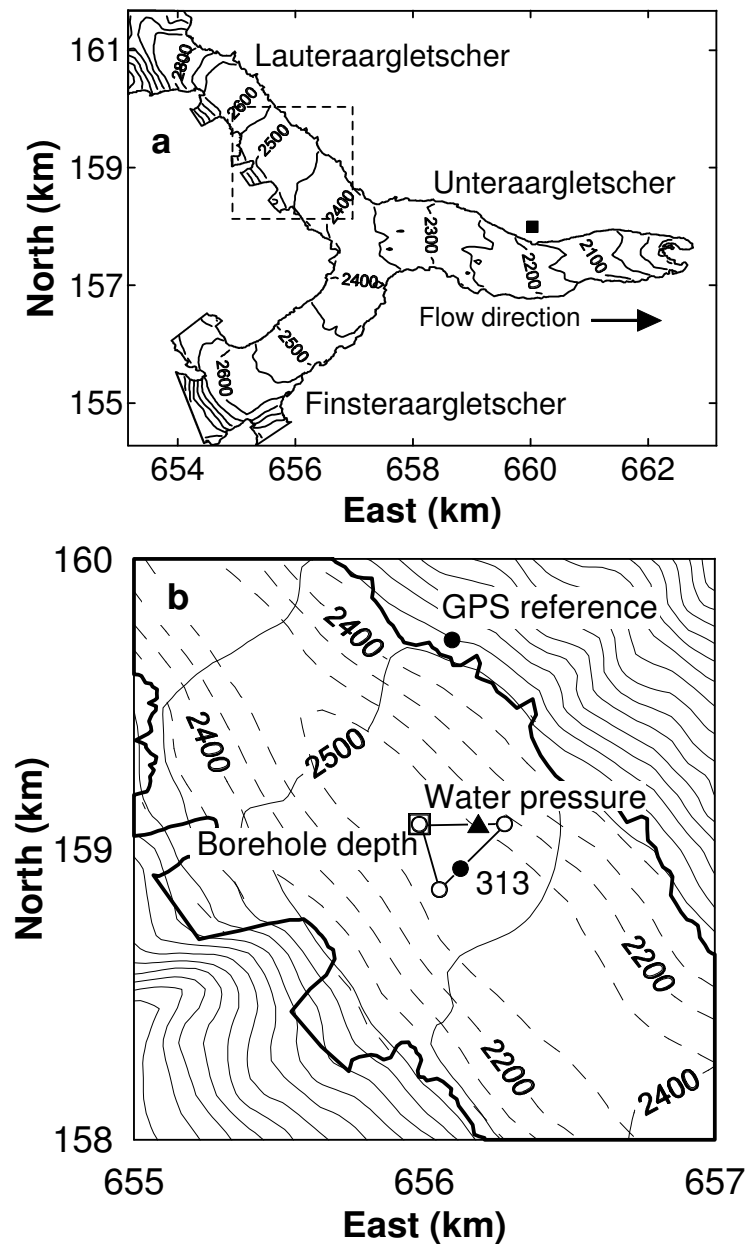 161
Lauteraargletscher
2800
2600
a
2500
159
Unteraargletscher
2400
2300
2200
2100
North (km)
157
2400
Flow direction
2500
2600
155
Finsteraargletscher
654
656
658
660
662
East (km)
160
b
GPS reference
2400
2400
2500
Water pressure
159
Borehole depth
313
North (km)
2200
2200
2400
158
655
656
657
East (km)